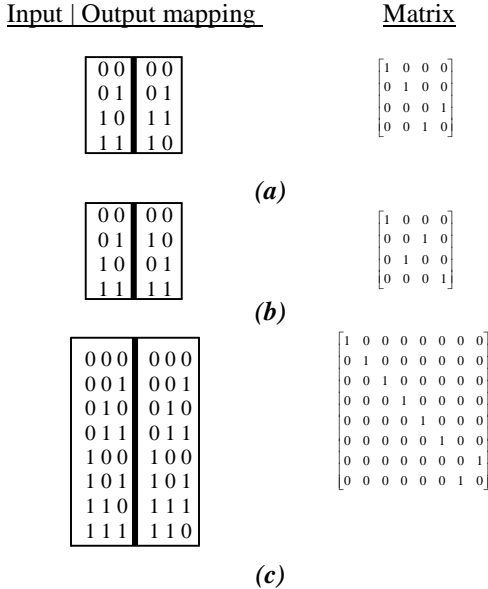 Input | Output mapping Matrix
0 0 0 0
0 1 0 1
1 0 1 1
1 1 1 0
1 0 0 0
0 1 0 0
0 0 0 1
0 0 1 0
(a)
0 0 0 0
0 1 1 0
1 0 0 1
1 1 1 1
1 0 0 0
0 0 1 0
0 1 0 0
0 0 0 1
(b)
0 0 0 0 0 0
0 0 1 0 0 1
0 1 0 0 1 0
0 1 1 0 1 1
1 0 0 1 0 0
1 0 1 1 0 1
1 1 0 1 1 1
1 1 1 1 1 0
1 0 0 0 0 0 0 0
0 1 0 0 0 0 0 0
0 0 1 0 0 0 0 0
0 0 0 1 0 0 0 0
0 0 0 0 1 0 0 0
0 0 0 0 0 1 0 0
0 0 0 0 0 0 0 1
0 0 0 0 0 0 1 0
(c)